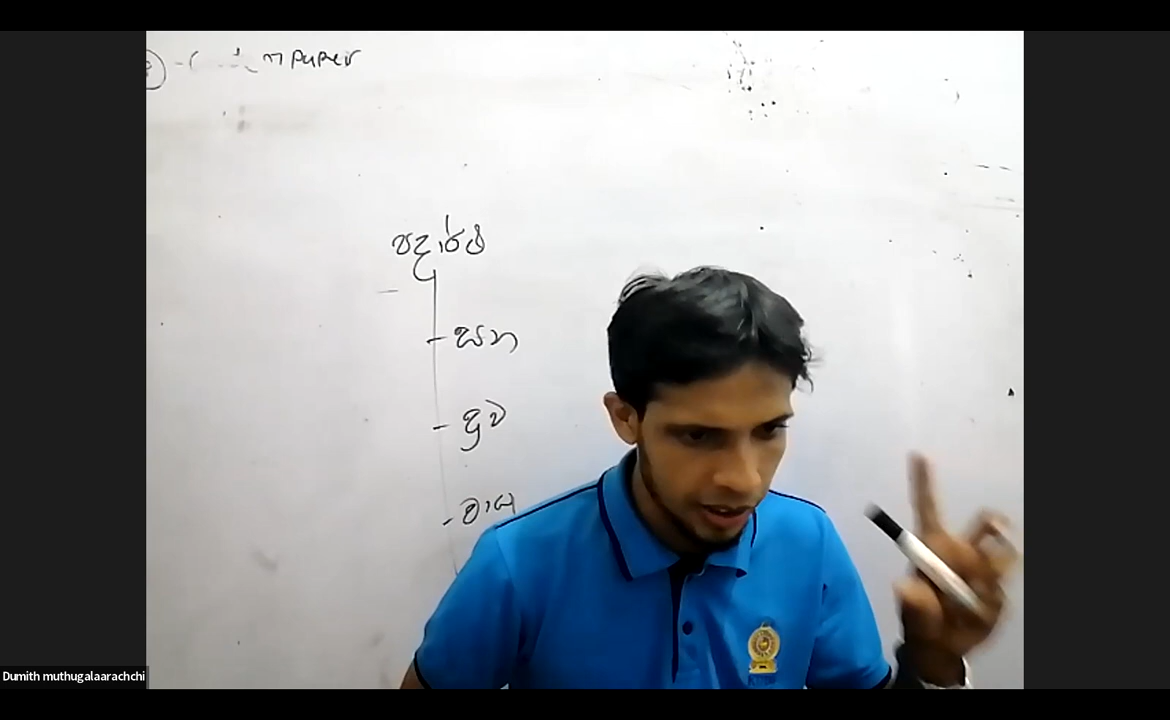 paper
පදාර්ථ
- ඝන
- ද්‍රව
- වායු
Dumith muthugalaarachchi